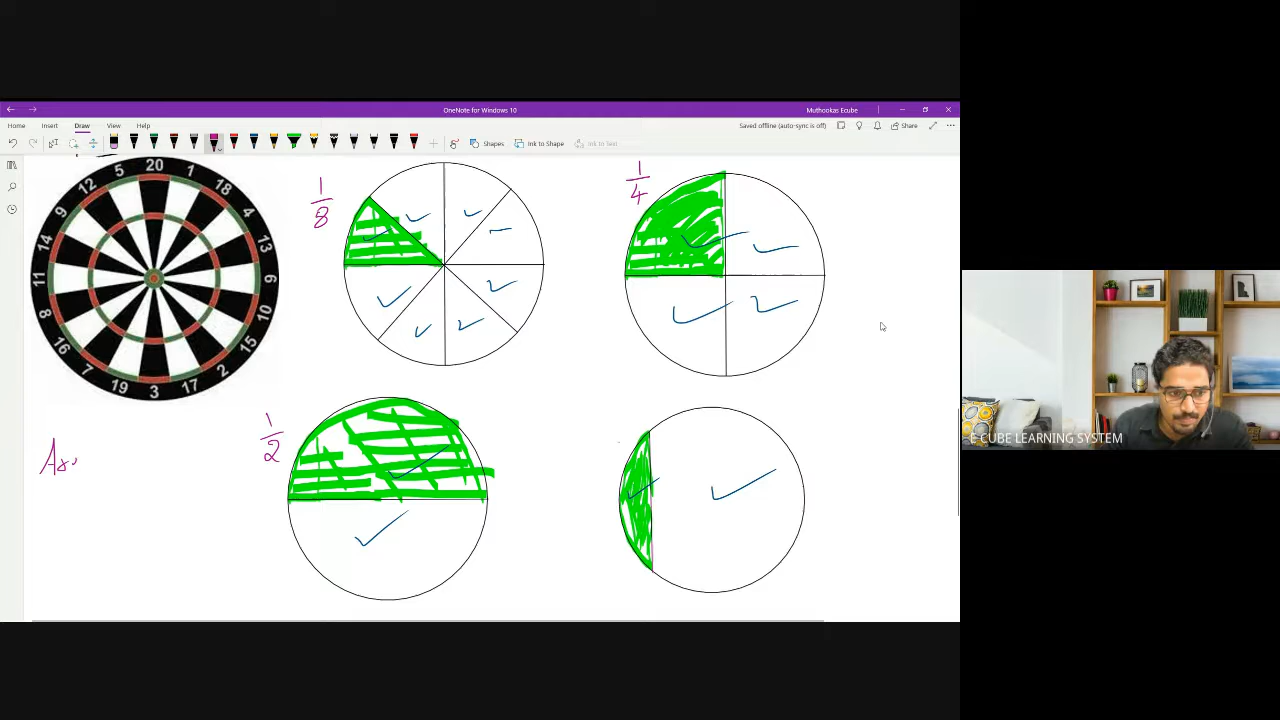 OneNote for Windows 10
Muthookas Ecube
Home Insert Draw View Help
Saved offline (auto-sync is off)
Share
Shapes
Ink to Shape
Ink to Text
20 1 18 4 13 6 10 15 2 17 3 19 7 16 8 11 14 9 12 5
1
8
1
4
1
2
E CUBE LEARNING SYSTEM